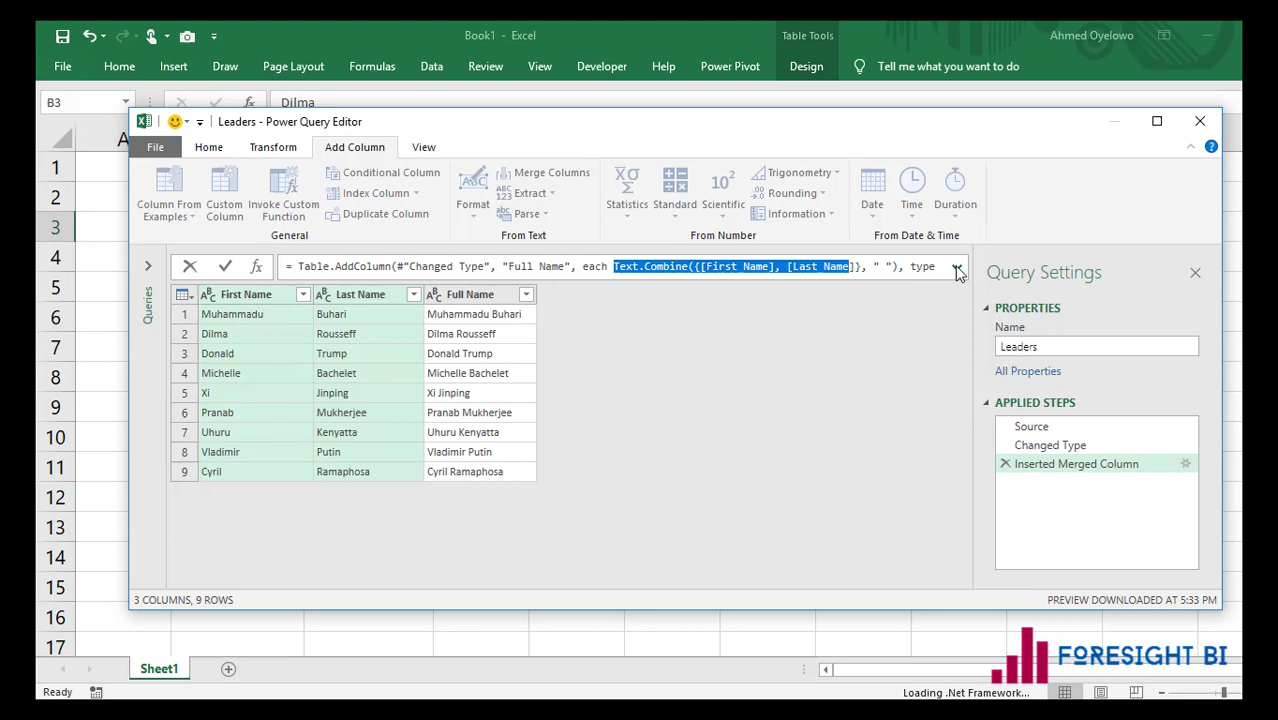 Book1 - Excel
Table Tools
Ahmed Oyelowo
File Home Insert Draw Page Layout Formulas Data Review View Developer Help Power Pivot Design Tell me what you want to do
B3 fx Dilma
Leaders - Power Query Editor
File Home Transform Add Column View
Column From Examples
Custom Column
Invoke Custom Function
Conditional Column
Index Column
Duplicate Column
General
Format
Merge Columns
Extract
Parse
From Text
Statistics
Standard
Scientific
Trigonometry
Rounding
Information
From Number
Date
Time
Duration
From Date & Time
fx = Table.AddColumn(#"Changed Type", "Full Name", each Text.Combine({[First Name], [Last Name]}, " "), type
Queries
First Name Last Name Full Name
1 Muhammadu Buhari Muhammadu Buhari
2 Dilma Rousseff Dilma Rousseff
3 Donald Trump Donald Trump
4 Michelle Bachelet Michelle Bachelet
5 Xi Jinping Xi Jinping
6 Pranab Mukherjee Pranab Mukherjee
7 Uhuru Kenyatta Uhuru Kenyatta
8 Vladimir Putin Vladimir Putin
9 Cyril Ramaphosa Cyril Ramaphosa
Query Settings
PROPERTIES
Name
Leaders
All Properties
APPLIED STEPS
Source
Changed Type
Inserted Merged Column
3 COLUMNS, 9 ROWS
PREVIEW DOWNLOADED AT 5:33 PM
A
1
2
3
4
5
6
7
8
9
10
11
12
13
14
15
16
17
Sheet1
FORESIGHT BI
Ready
Loading .Net Framework...